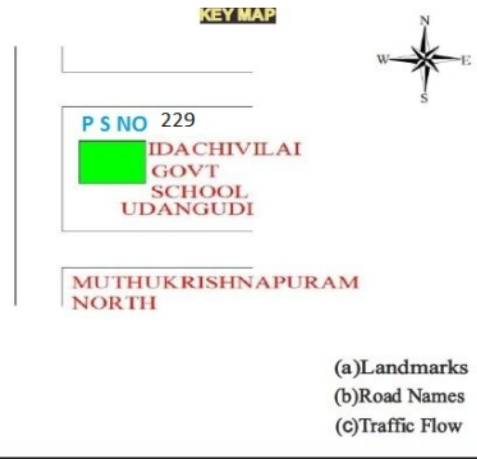 KEY MAP
N
W E
S
P S NO 229
IDACHIVILAI
GOVT
SCHOOL
UDANGUDI
MUTHUKRISHNAPURAM
NORTH
(a)Landmarks
(b)Road Names
(c)Traffic Flow